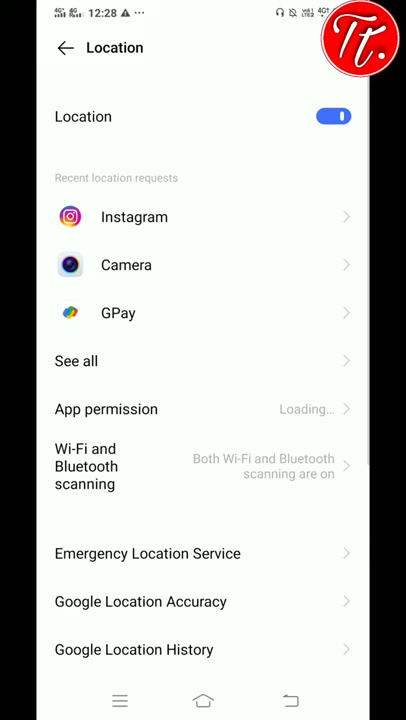 12:28
Location
Location
Recent location requests
Instagram
Camera
GPay
See all
App permission
Loading...
Wi-Fi and
Bluetooth
scanning
Both Wi-Fi and Bluetooth
scanning are on
Emergency Location Service
Google Location Accuracy
Google Location History
Tt.